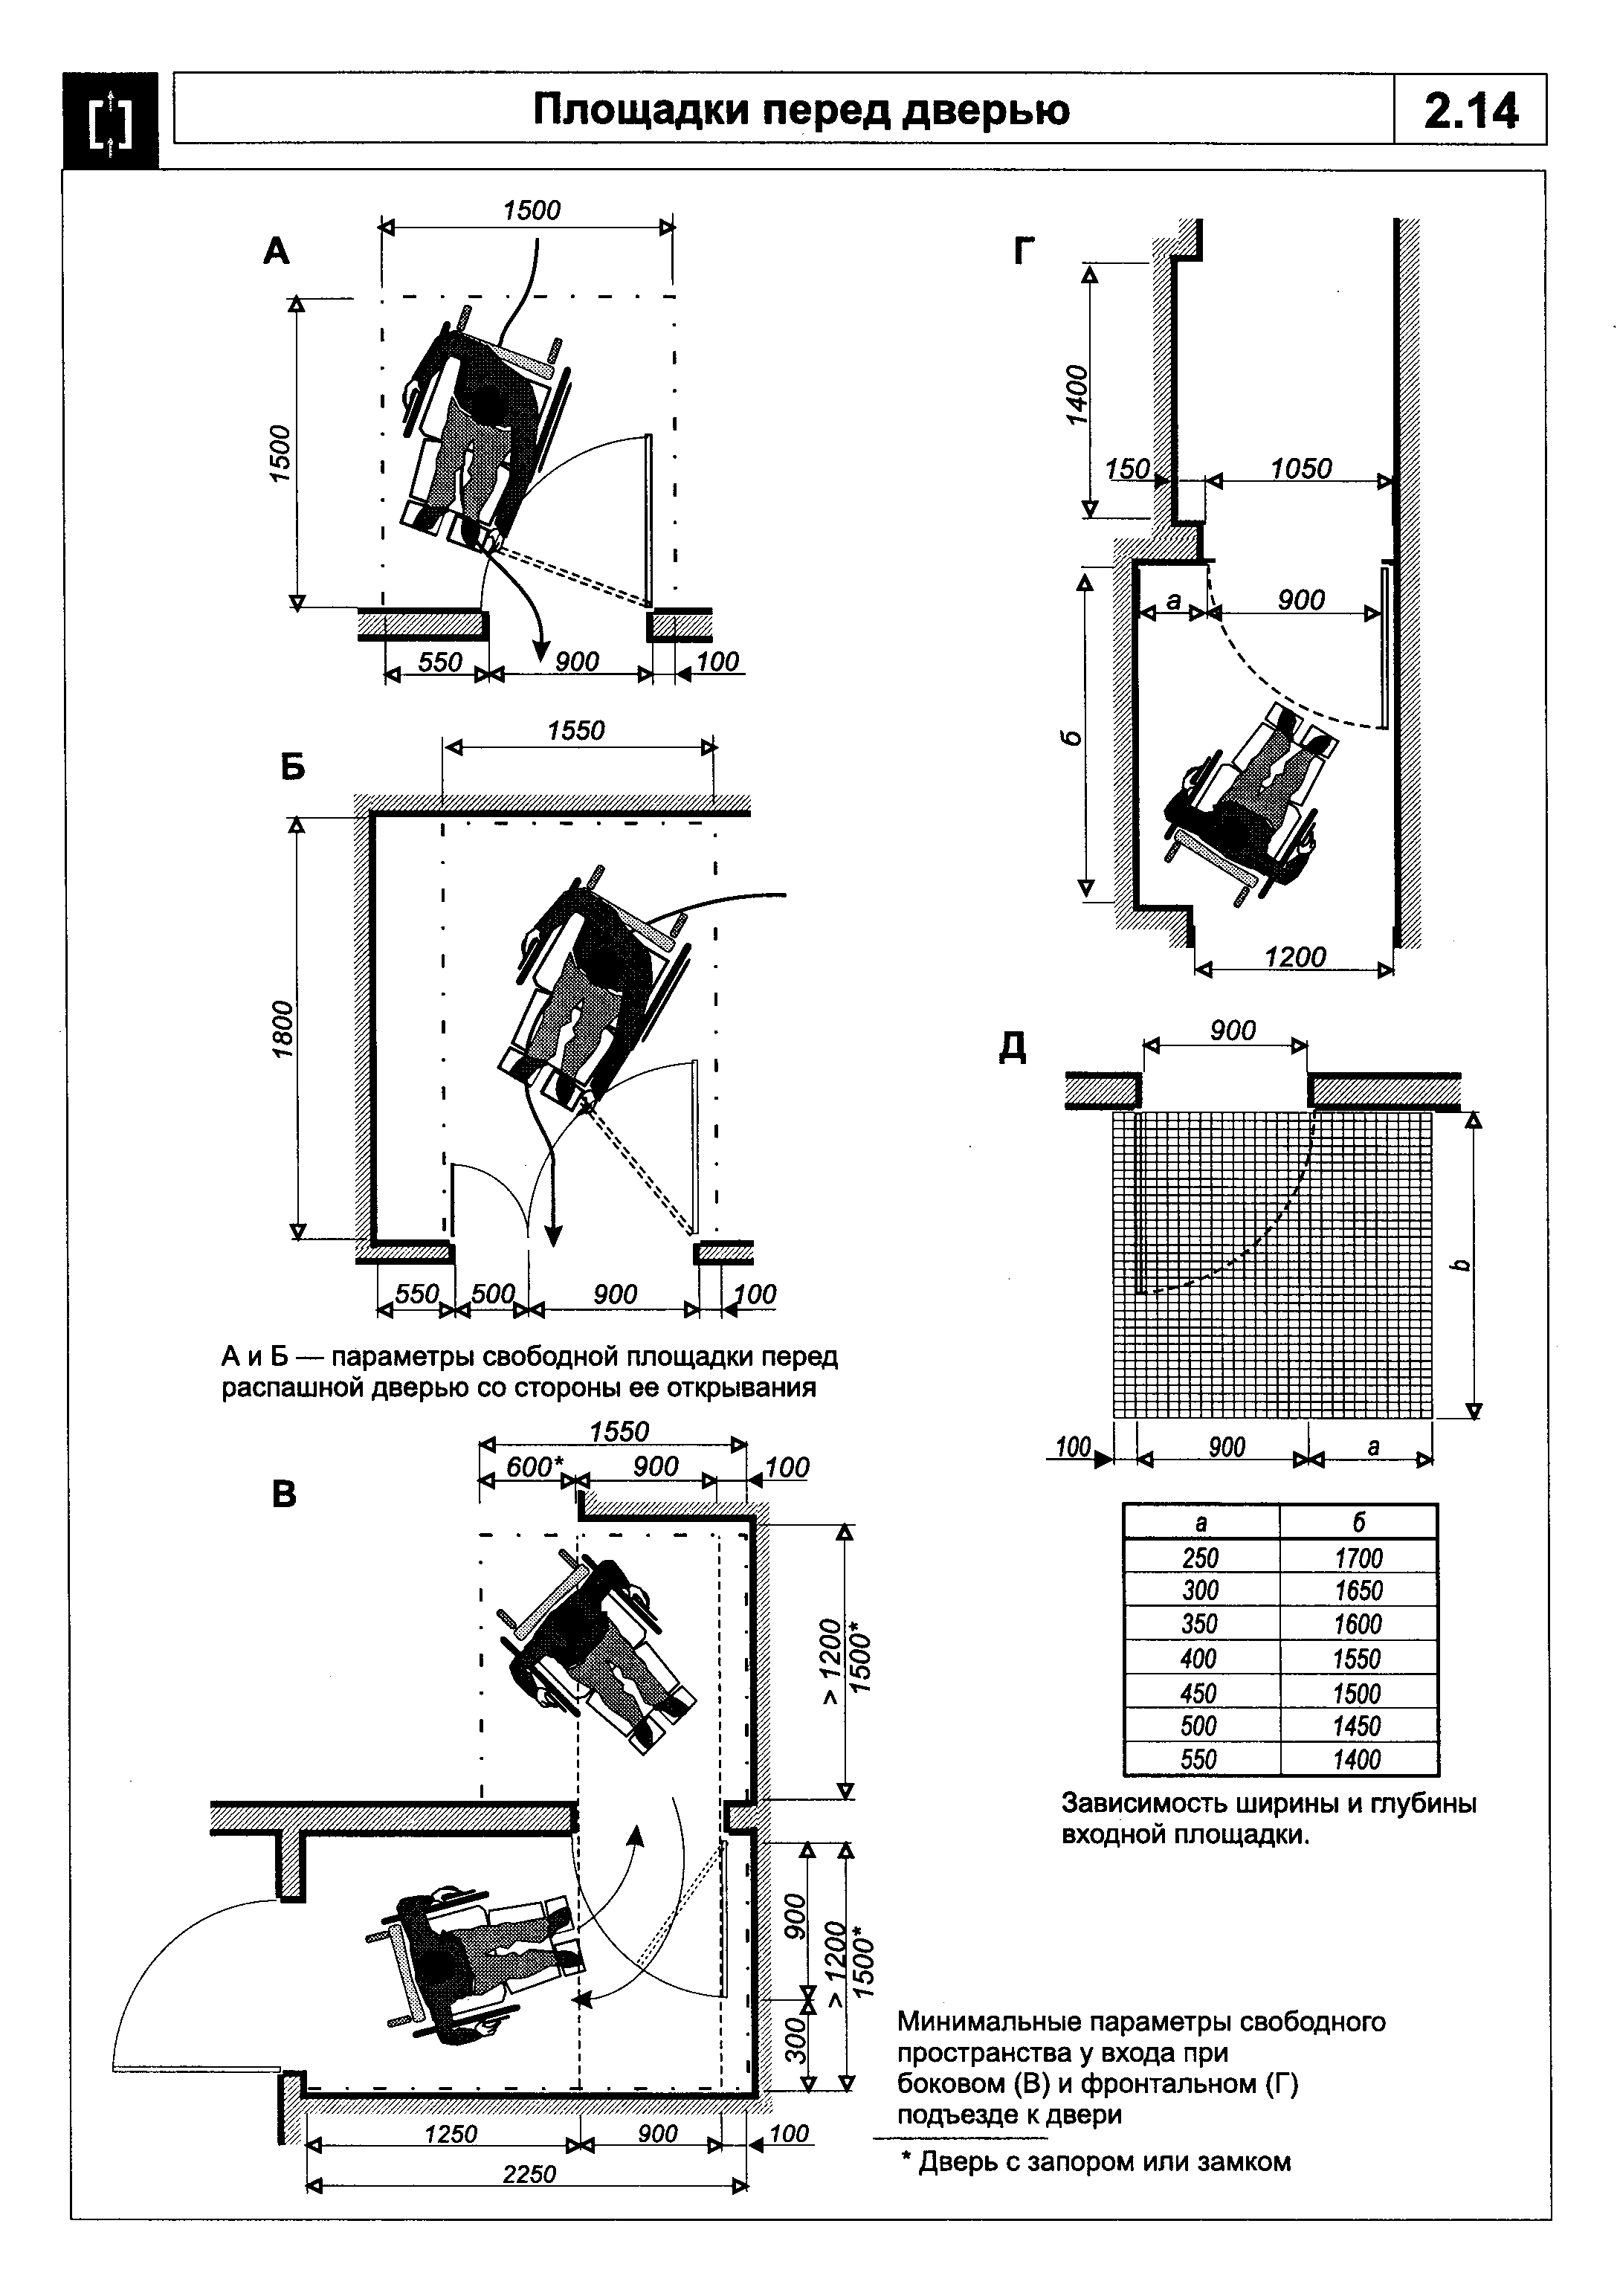 Площадки перед дверью
2.14
А
1500
1500
550 900 100
Б
1550
1800
550 500 900 100
А и Б — параметры свободной площадки перед
распашной дверью со стороны ее открывания
В
1550
600* 900 100
> 1200
1500*
900
300
> 1200
1500*
1250 900 100
2250
Г
1400
150 1050
а 900
б
1200
Д
900
b
100 900 а
а б
250 1700
300 1650
350 1600
400 1550
450 1500
500 1450
550 1400
Зависимость ширины и глубины
входной площадки.
Минимальные параметры свободного
пространства у входа при
боковом (В) и фронтальном (Г)
подъезде к двери
* Дверь с запором или замком